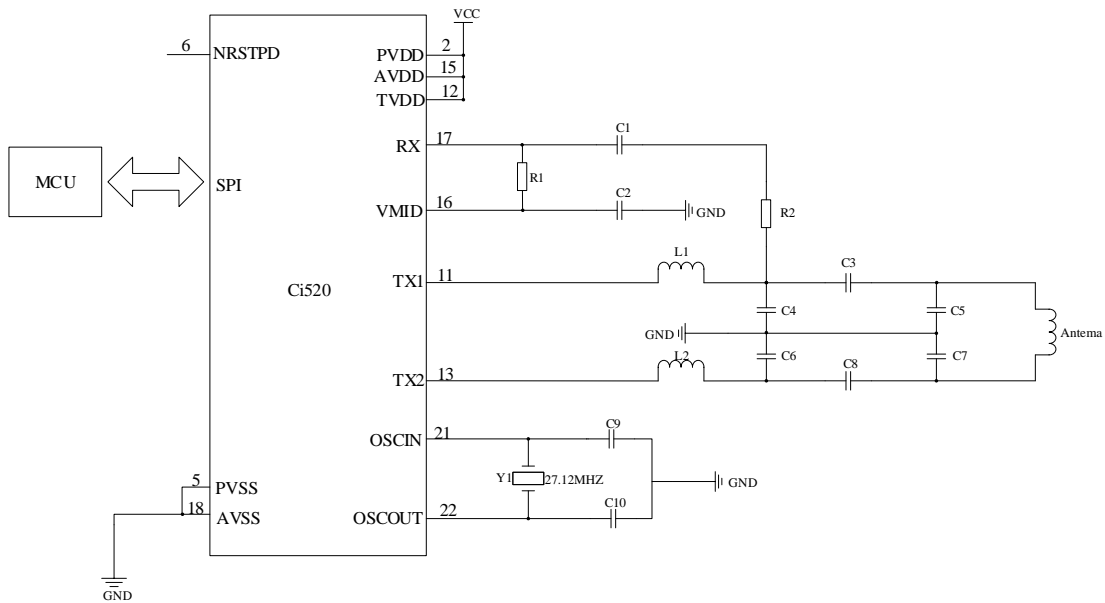 VCC
6
NRSTPD
PVDD
2
AVDD
15
TVDD
12
RX
17
C1
MCU
SPI
R1
VMID
16
C2
GND
R2
TX1
11
L1
C3
Ci520
C4
C5
GND
C6
C7
TX2
13
L2
C8
Antema
OSCIN
21
C9
Y1
27.12MHZ
GND
5
PVSS
18
AVSS
OSCOUT
22
C10
GND